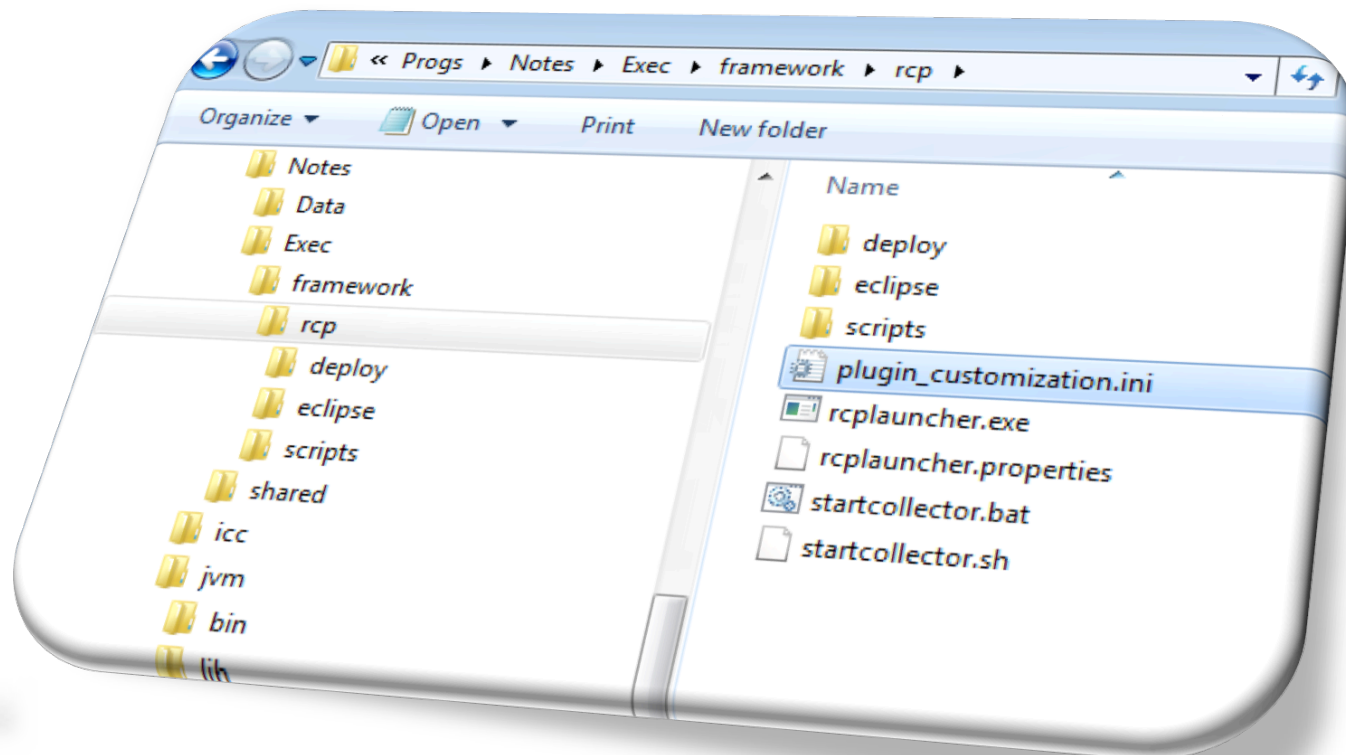 « Progs ▸ Notes ▸ Exec ▸ framework ▸ rcp ▸
Organize ▾ Open ▾ Print New folder
Notes
Data
Exec
framework
rcp
deploy
eclipse
scripts
shared
icc
jvm
bin
lib
Name
deploy
eclipse
scripts
plugin_customization.ini
rcplauncher.exe
rcplauncher.properties
startcollector.bat
startcollector.sh